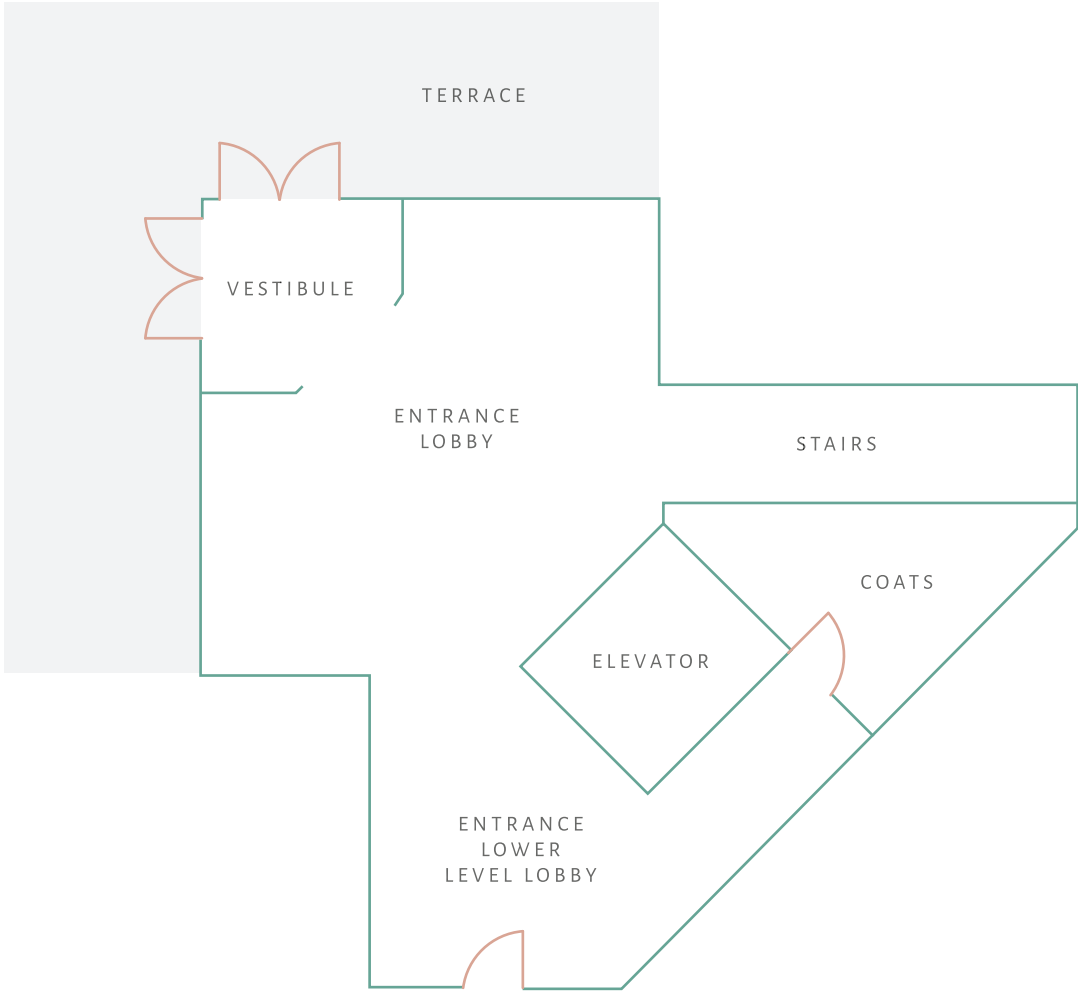 TERRACE
VESTIBULE
ENTRANCE
LOBBY
STAIRS
COATS
ELEVATOR
ENTRANCE
LOWER
LEVEL LOBBY